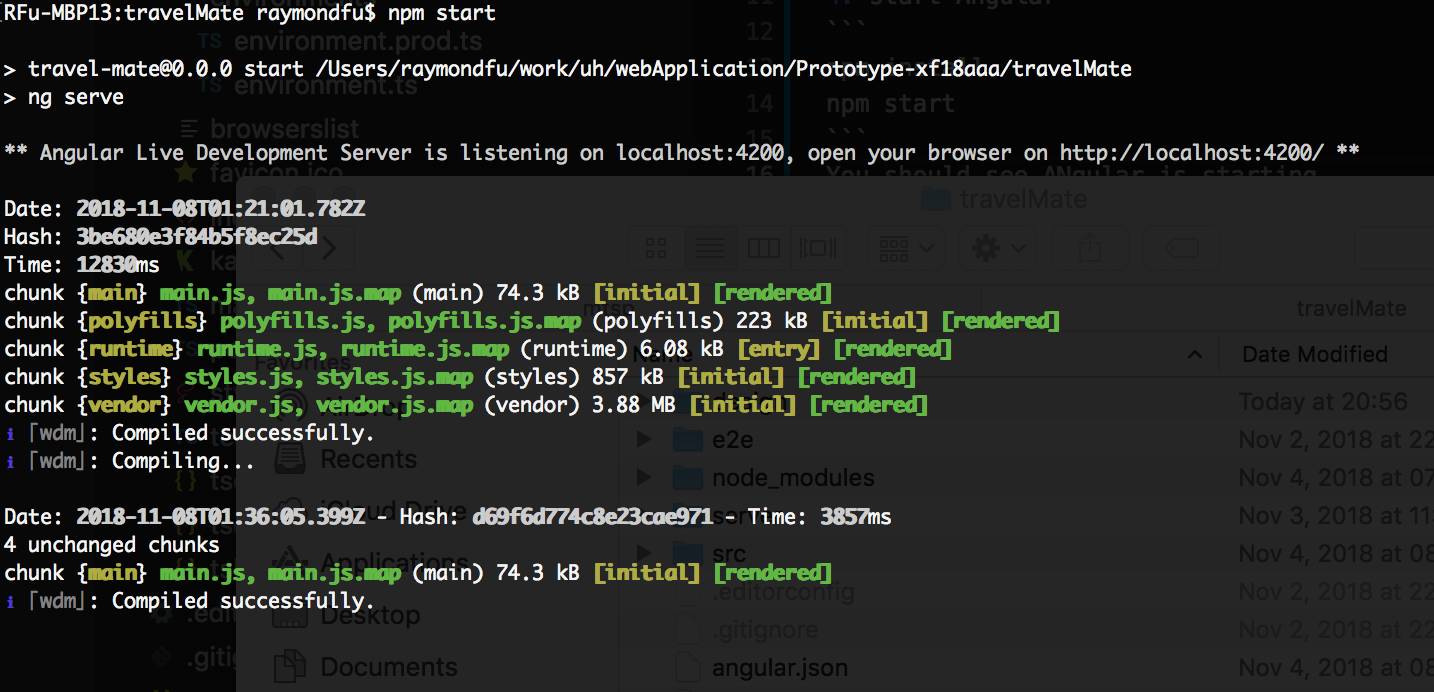 RFu-MBP13:travelMate raymondfu$ npm start
> travel-mate@0.0.0 start /Users/raymondfu/work/uh/webApplication/Prototype-xf18aaa/travelMate
> ng serve
** Angular Live Development Server is listening on localhost:4200, open your browser on http://localhost:4200/ **
Date: 2018-11-08T01:21:01.782Z
Hash: 3be680e3f84b5f8ec25d
Time: 12830ms
chunk {main} main.js, main.js.map (main) 74.3 kB [initial] [rendered]
chunk {polyfills} polyfills.js, polyfills.js.map (polyfills) 223 kB [initial] [rendered]
chunk {runtime} runtime.js, runtime.js.map (runtime) 6.08 kB [entry] [rendered]
chunk {styles} styles.js, styles.js.map (styles) 857 kB [initial] [rendered]
chunk {vendor} vendor.js, vendor.js.map (vendor) 3.88 MB [initial] [rendered]
ℹ ｢wdm｣: Compiled successfully.
ℹ ｢wdm｣: Compiling...
Date: 2018-11-08T01:36:05.399Z - Hash: d69f6d774c8e23cae971 - Time: 3857ms
4 unchanged chunks
chunk {main} main.js, main.js.map (main) 74.3 kB [initial] [rendered]
ℹ ｢wdm｣: Compiled successfully.
TS environment.prod.ts
TS environment.ts
browserslist
favicon.ico
12 ```
14 npm start
15 ```
16 You should see ANgular is starting
travelMate
travelMate
Name
Date Modified
Favorites
Recents
iCloud Drive
Applications
Desktop
Documents
Today at 20:56
e2e
Nov 2, 2018 at 22
node_modules
Nov 4, 2018 at 07
Nov 3, 2018 at 11
src
Nov 4, 2018 at 08
.editorconfig
Nov 2, 2018 at 22
.gitignore
Nov 2, 2018 at 22
angular.json
Nov 4, 2018 at 08